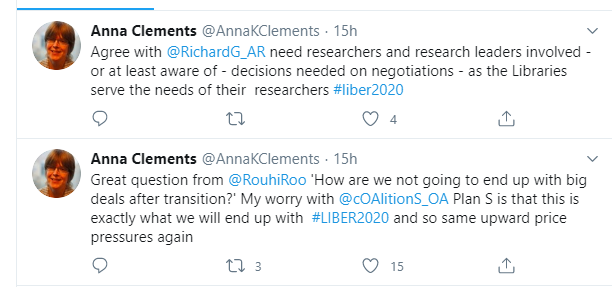 Anna Clements @AnnaKClements · 15h
Agree with @RichardG_AR need researchers and research leaders involved -
or at least aware of - decisions needed on negotiations - as the Libraries
serve the needs of their researchers #liber2020
4
Anna Clements @AnnaKClements · 15h
Great question from @RouhiRoo 'How are we not going to end up with big
deals after transition?' My worry with @cOAlitionS_OA Plan S is that this is
exactly what we will end up with #LIBER2020 and so same upward price
pressures again
3 15